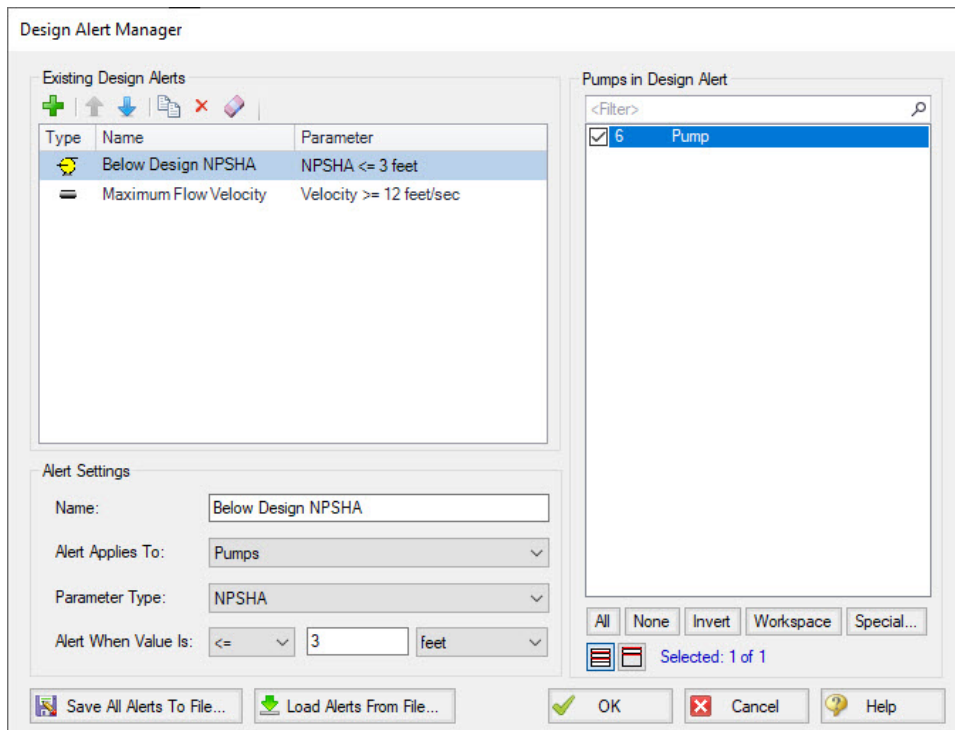 Design Alert Manager
Existing Design Alerts
Type Name Parameter
Below Design NPSHA NPSHA <= 3 feet
Maximum Flow Velocity Velocity >= 12 feet/sec
Alert Settings
Name: Below Design NPSHA
Alert Applies To: Pumps
Parameter Type: NPSHA
Alert When Value Is: <= 3 feet
Pumps in Design Alert
<Filter>
6 Pump
All None Invert Workspace Special...
Selected: 1 of 1
Save All Alerts To File... Load Alerts From File... OK Cancel Help